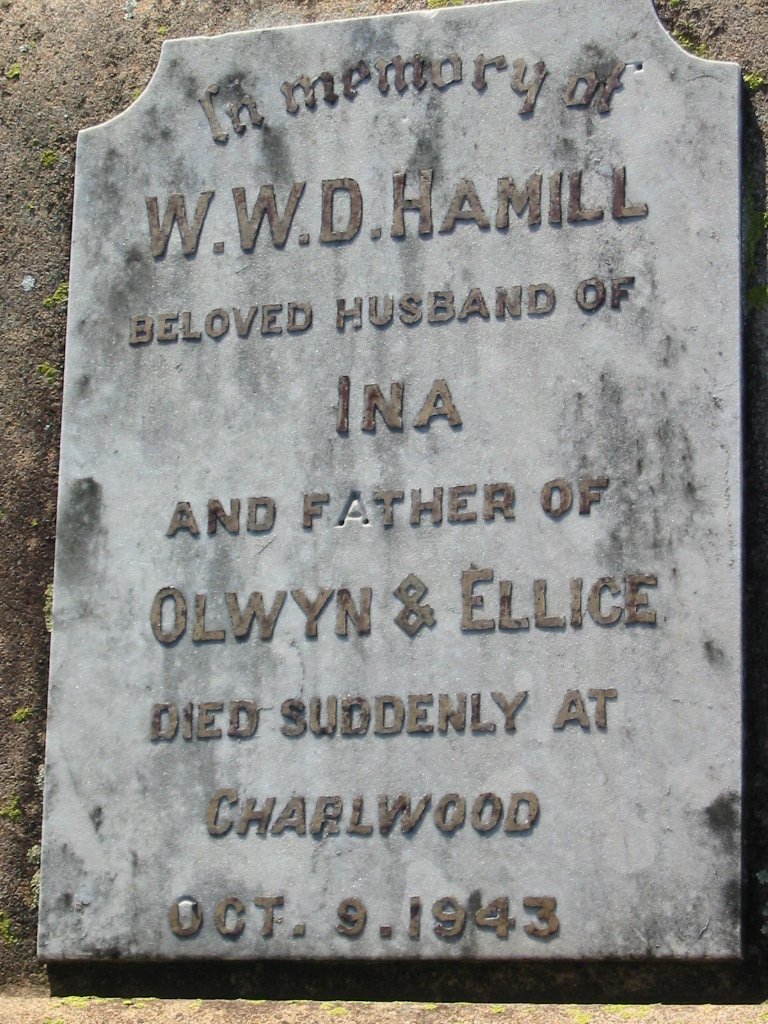 In memory of
W.W.D.HAMILL
BELOVED HUSBAND OF
INA
AND FATHER OF
OLWYN & ELLICE
DIED SUDDENLY AT
CHARLWOOD
OCT. 9.1943